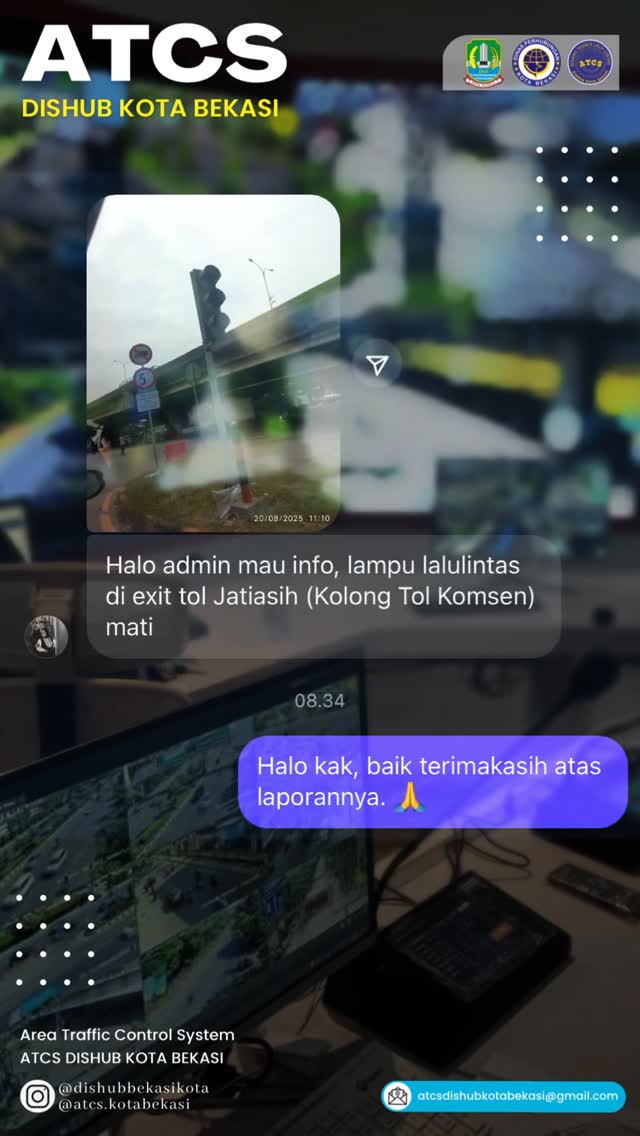 ATCS
DISHUB KOTA BEKASI
ATCS
5
20/08/2025 11:10
Halo admin mau info, lampu lalulintas
di exit tol Jatiasih (Kolong Tol Komsen)
mati
08.34
Halo kak, baik terimakasih atas
laporannya. 🙏
Area Traffic Control System
ATCS DISHUB KOTA BEKASI
@dishubbekasikota
@atcs.kotabekasi
atcsdishubkotabekasi@gmail.com